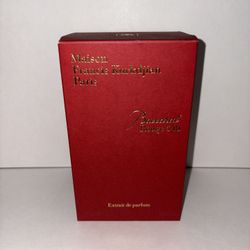 Maison
Francis Kurkdjian
Paris
Baccarat
Rouge 540
Extrait de parfum